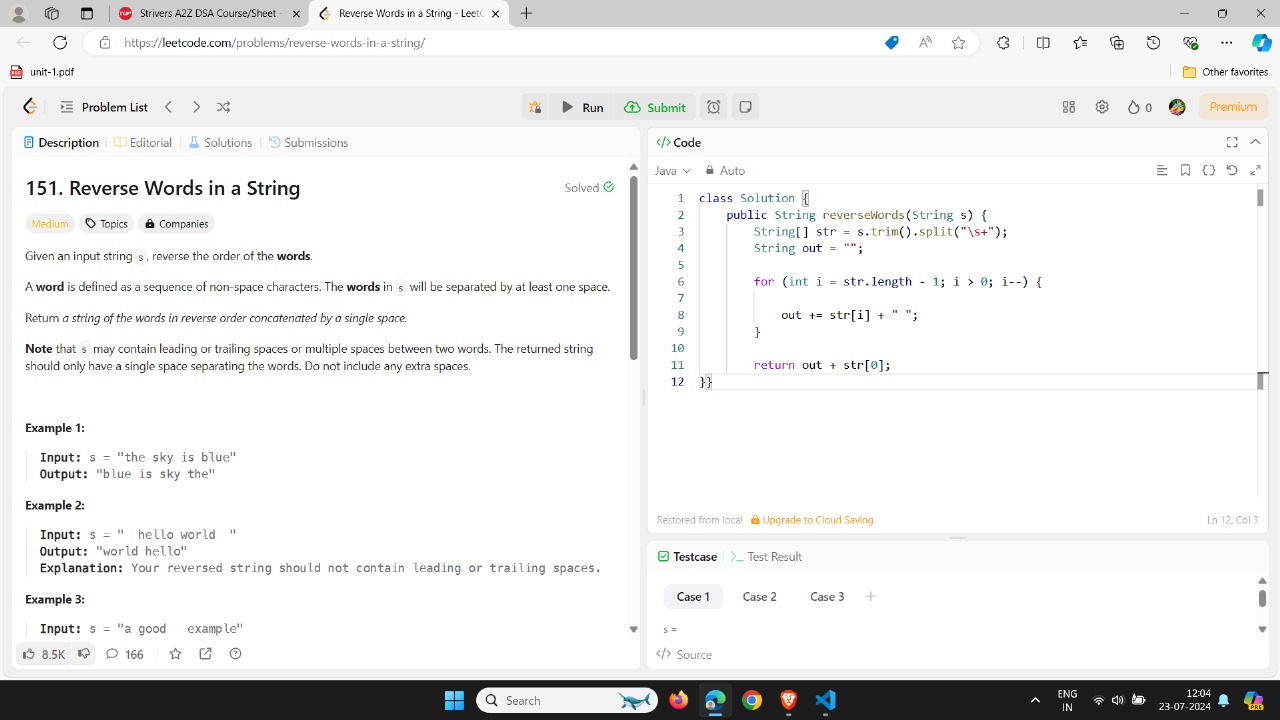 Strivers A2Z DSA Course/Sheet -
Reverse Words in a String - Leet
https://leetcode.com/problems/reverse-words-in-a-string/
unit-1.pdf
Other favorites
Problem List
Run
Submit
0
Premium
Description
Editorial
Solutions
Submissions
151. Reverse Words in a String
Solved
Medium
Topics
Companies
Given an input string s, reverse the order of the words.
A word is defined as a sequence of non-space characters. The words in s will be separated by at least one space.
Return a string of the words in reverse order concatenated by a single space.
Note that s may contain leading or trailing spaces or multiple spaces between two words. The returned string
should only have a single space separating the words. Do not include any extra spaces.
Example 1:
Input: s = "the sky is blue"
Output: "blue is sky the"
Example 2:
Input: s = "  hello world  "
Output: "world hello"
Explanation: Your reversed string should not contain leading or trailing spaces.
Example 3:
Input: s = "a good   example"
8.5K
166
Code
Java
Auto
1 class Solution {
2     public String reverseWords(String s) {
3         String[] str = s.trim().split("\s+");
4         String out = "";
5
6         for (int i = str.length - 1; i > 0; i--) {
7
8             out += str[i] + " ";
9         }
10
11         return out + str[0];
12 }}
Restored from local
Upgrade to Cloud Saving
Ln 12, Col 3
Testcase
Test Result
Case 1
Case 2
Case 3
s =
Source
Search
ENG
IN
12:04
23-07-2024
PRE